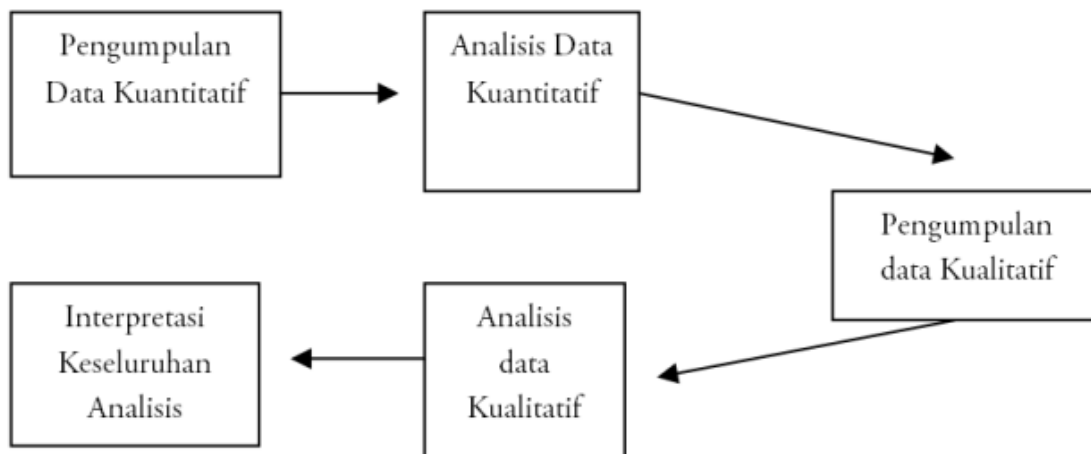 Pengumpulan
Data Kuantitatif
Analisis Data
Kuantitatif
Pengumpulan
data Kualitatif
Analisis
data
Kualitatif
Interpretasi
Keseluruhan
Analisis